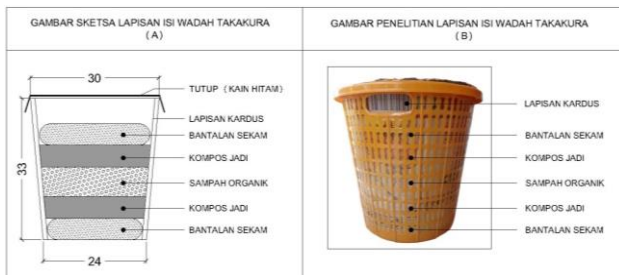 GAMBAR SKETSA LAPISAN ISI WADAH TAKAKURA
( A )
GAMBAR PENELITIAN LAPISAN ISI WADAH TAKAKURA
( B )
30
TUTUP ( KAIN HITAM )
LAPISAN KARDUS
BANTALAN SEKAM
KOMPOS JADI
33
SAMPAH ORGANIK
KOMPOS JADI
BANTALAN SEKAM
24
LAPISAN KARDUS
BANTALAN SEKAM
KOMPOS JADI
SAMPAH ORGANIK
KOMPOS JADI
BANTALAN SEKAM